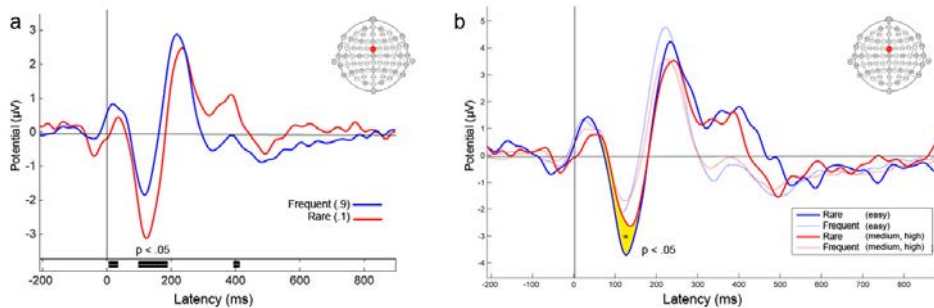 a
3
2
1
0
-1
-2
-3
Potential (µV)
Frequent (.9)
Rare (.1)
p < .05
-200 0 200 400 600 800
Latency (ms)
b
5
4
3
2
1
0
-1
-2
-3
-4
Potential (µV)
p < .05
Rare (easy)
Frequent (easy)
Rare (medium, high)
Frequent (medium, high)
-200 -100 0 100 200 300 400 500 600 700 800
Latency (ms)